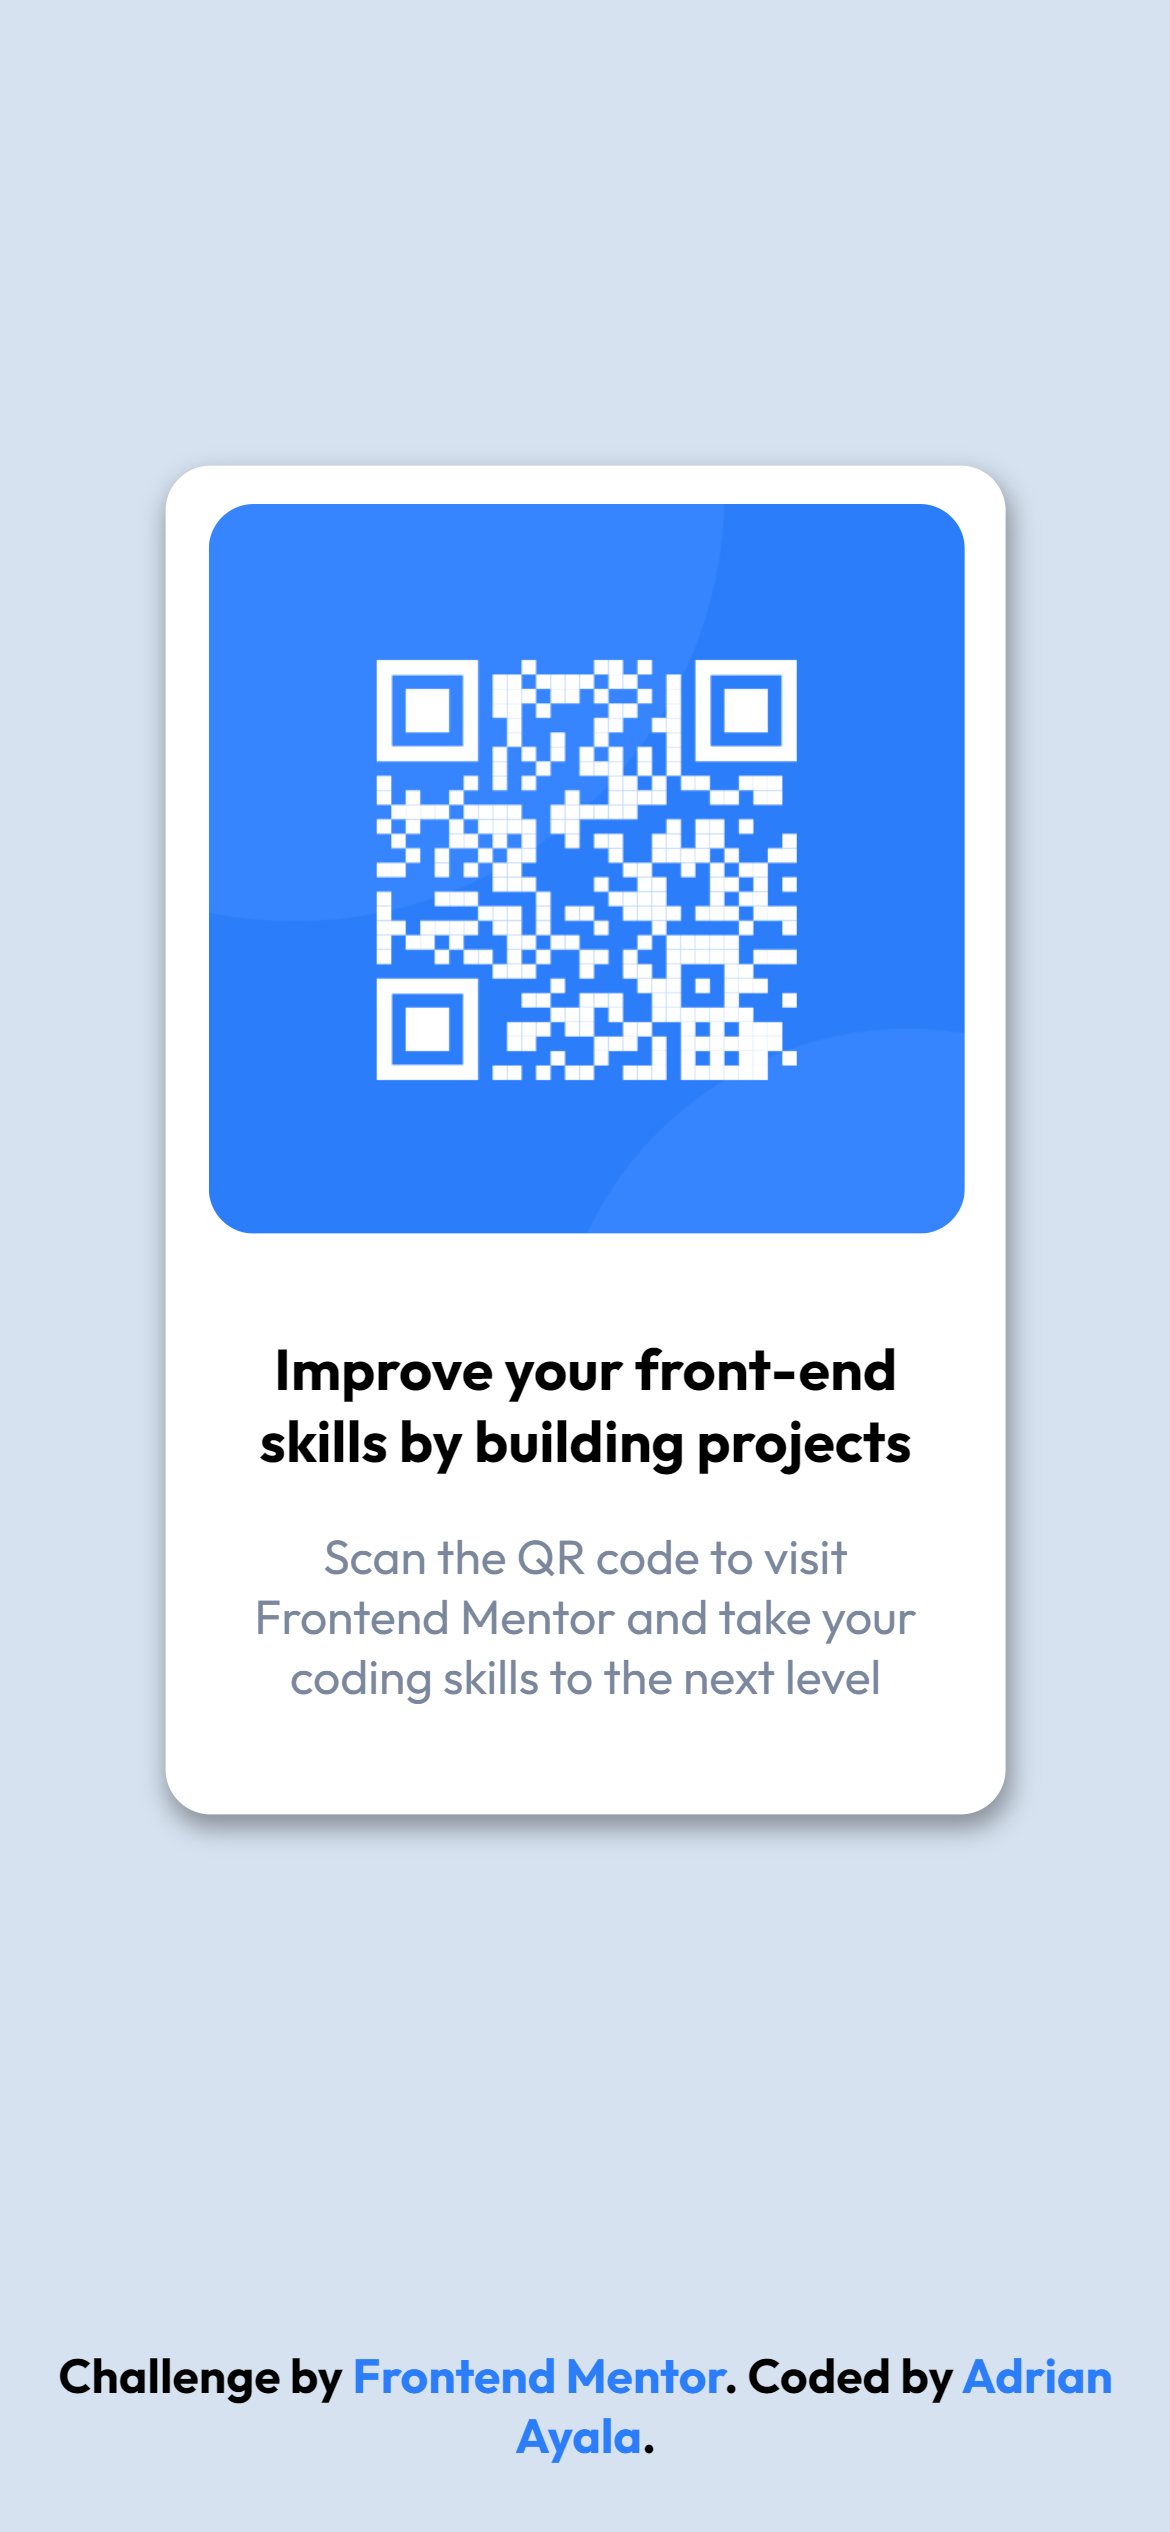 Improve your front-end
skills by building projects
Scan the QR code to visit
Frontend Mentor and take your
coding skills to the next level
Challenge by Frontend Mentor. Coded by Adrian
Ayala.